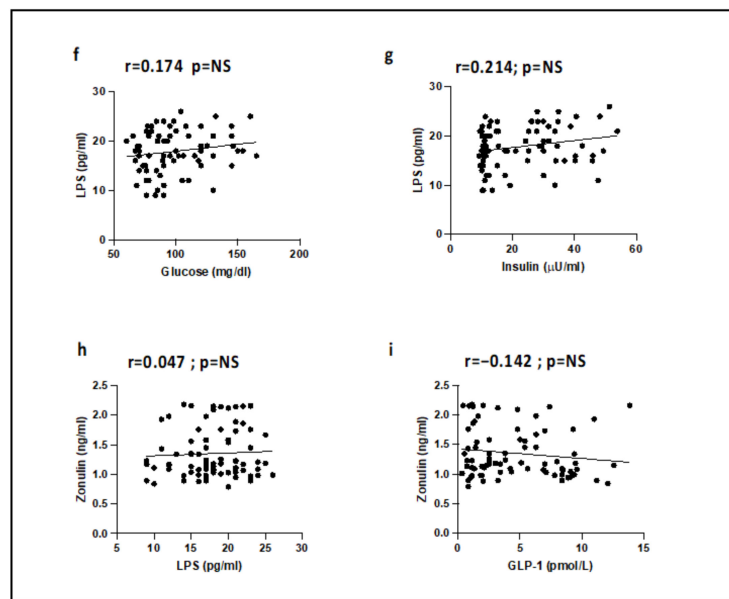 f
r=0.174 p=NS
30
20
10
0
LPS (pg/ml)
50
100
150
200
Glucose (mg/dl)
g
r=0.214; p=NS
30
20
10
0
LPS (pg/ml)
0
20
40
60
Insulin (μU/ml)
h
r=0.047 ; p=NS
2.5
2.0
1.5
1.0
0.5
0.0
Zonulin (ng/ml)
5
10
15
20
25
30
LPS (pg/ml)
i
r=−0.142 ; p=NS
2.5
2.0
1.5
1.0
0.5
0.0
Zonulin (ng/ml)
0
5
10
15
GLP-1 (pmol/L)